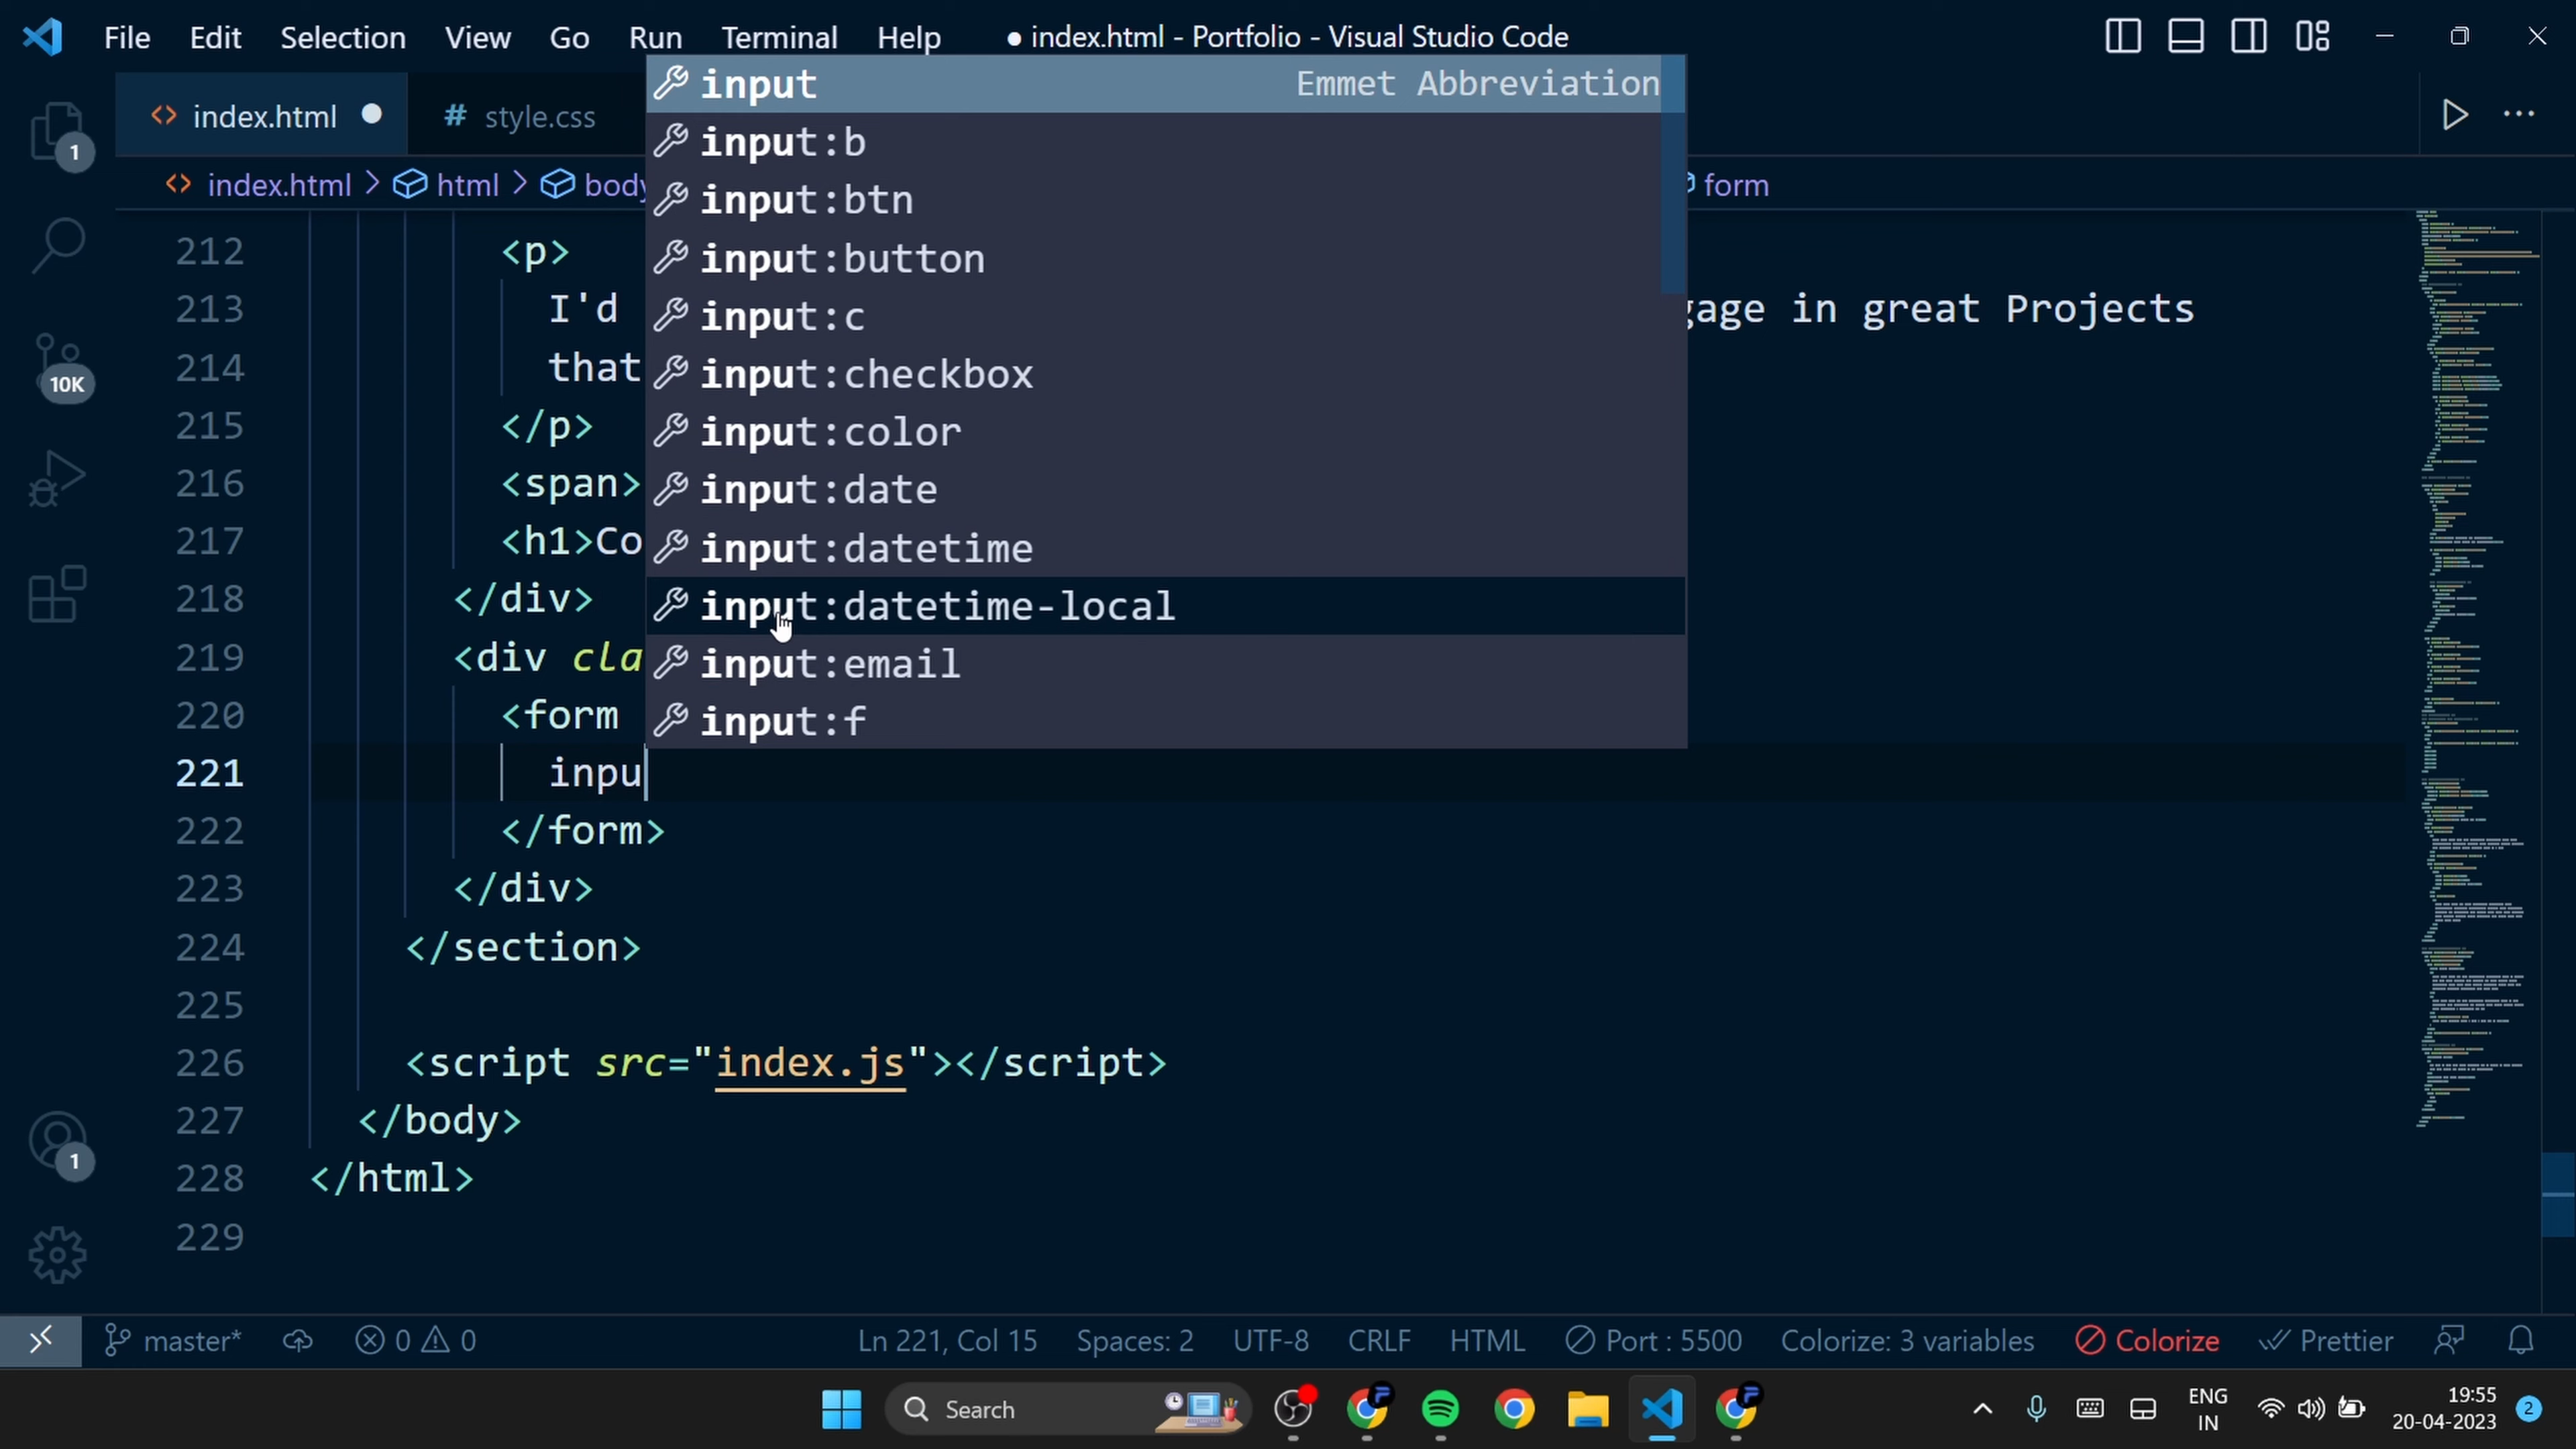 File Edit Selection View Go Run Terminal Help ● index.html - Portfolio - Visual Studio Code
index.html ● # style.css
index.html > html > body form
input Emmet Abbreviation
input:b
input:btn
input:button
input:c
input:checkbox
input:color
input:date
input:datetime
input:datetime-local
input:email
input:f
212 <p>
213 I'd gage in great Projects
214 that
215 </p>
216 <span>
217 <h1>Co
218 </div>
219 <div cla
220 <form
221 inpu
222 </form>
223 </div>
224 </section>
225
226 <script src="index.js"></script>
227 </body>
228 </html>
229
1
10K
1
master* 0 0 Ln 221, Col 15 Spaces: 2 UTF-8 CRLF HTML Port : 5500 Colorize: 3 variables Colorize Prettier
Search ENG IN 19:55 20-04-2023 2